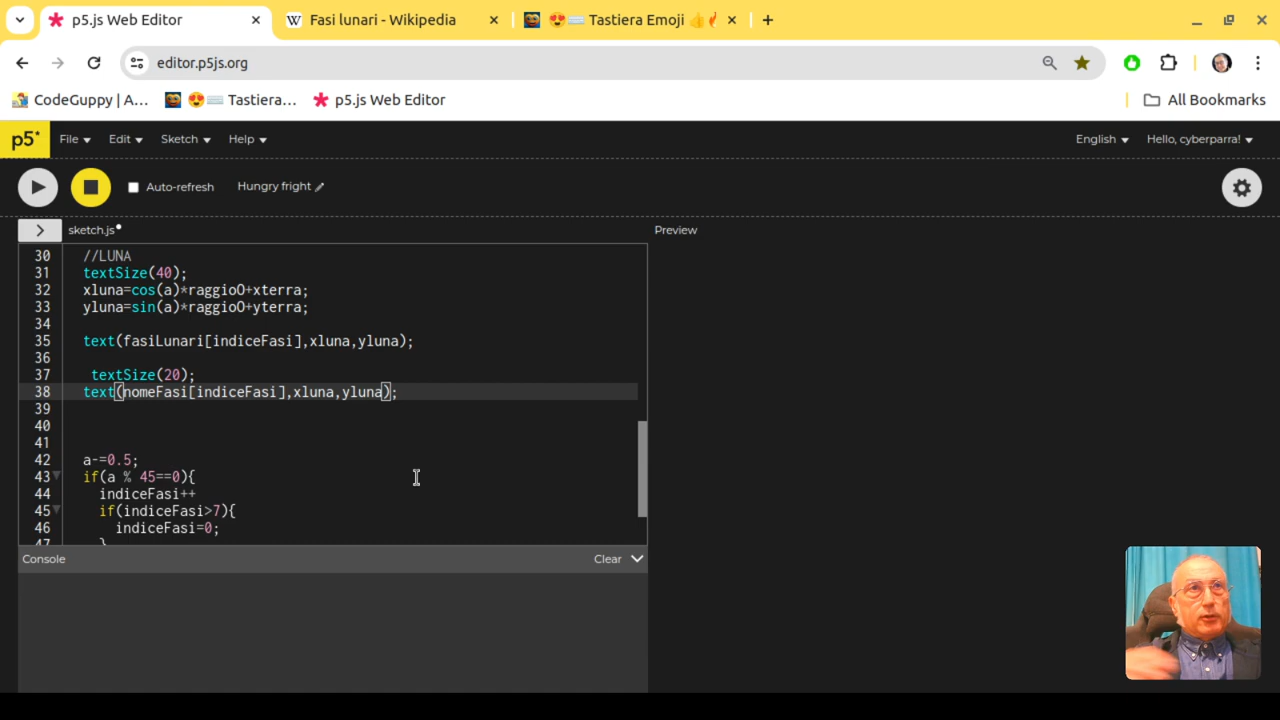 p5.js Web Editor
Fasi lunari - Wikipedia
😍⌨️ Tastiera Emoji 👍🔥
editor.p5js.org
CodeGuppy | A...
😍⌨️ Tastiera...
p5.js Web Editor
All Bookmarks
p5*
File
Edit
Sketch
Help
English
Hello, cyberparra!
Auto-refresh
Hungry fright
sketch.js
Preview
30 //LUNA
31 textSize(40);
32 xluna=cos(a)*raggioO+xterra;
33 yluna=sin(a)*raggioO+yterra;
34
35 text(fasiLunari[indiceFasi],xluna,yluna);
36
37 textSize(20);
38 text(nomeFasi[indiceFasi],xluna,yluna);
39
40
41
42 a-=0.5;
43 if(a % 45==0){
44 indiceFasi++
45 if(indiceFasi>7){
46 indiceFasi=0;
47 }
Console
Clear